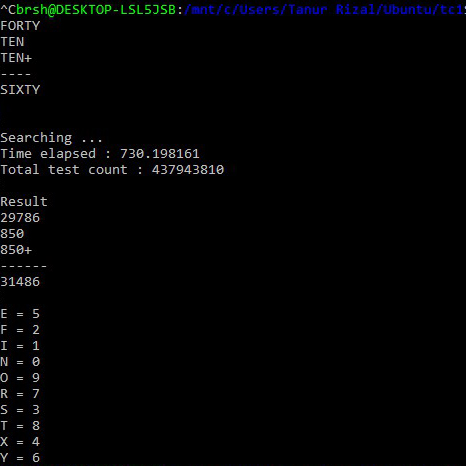 ^Cbrsh@DESKTOP-LSL5JSB:/mnt/c/Users/Tanur Rizal/Ubuntu/tc1$
FORTY
TEN
TEN+
----
SIXTY
Searching ...
Time elapsed : 730.198161
Total test count : 437943810
Result
29786
850
850+
------
31486
E = 5
F = 2
I = 1
N = 0
O = 9
R = 7
S = 3
T = 8
X = 4
Y = 6